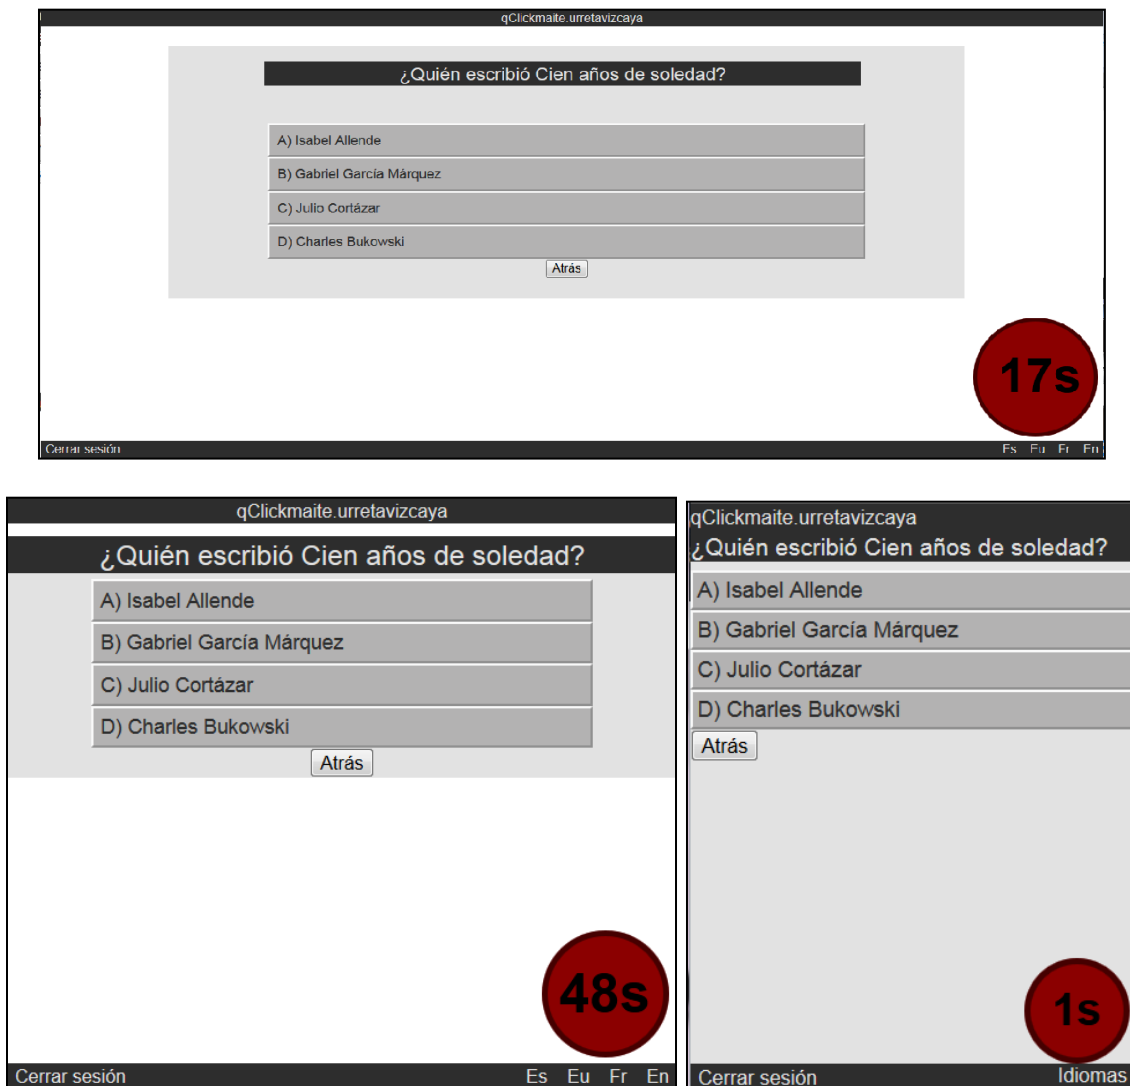 qClickmaite.urretavizcaya
¿Quién escribió Cien años de soledad?
A) Isabel Allende
B) Gabriel García Márquez
C) Julio Cortázar
D) Charles Bukowski
Atrás
17s
Cerrar sesión Es Eu Fr En
qClickmaite.urretavizcaya
¿Quién escribió Cien años de soledad?
A) Isabel Allende
B) Gabriel García Márquez
C) Julio Cortázar
D) Charles Bukowski
Atrás
48s
Cerrar sesión Es Eu Fr En
qClickmaite.urretavizcaya
¿Quién escribió Cien años de soledad?
A) Isabel Allende
B) Gabriel García Márquez
C) Julio Cortázar
D) Charles Bukowski
Atrás
1s
Cerrar sesión Idiomas